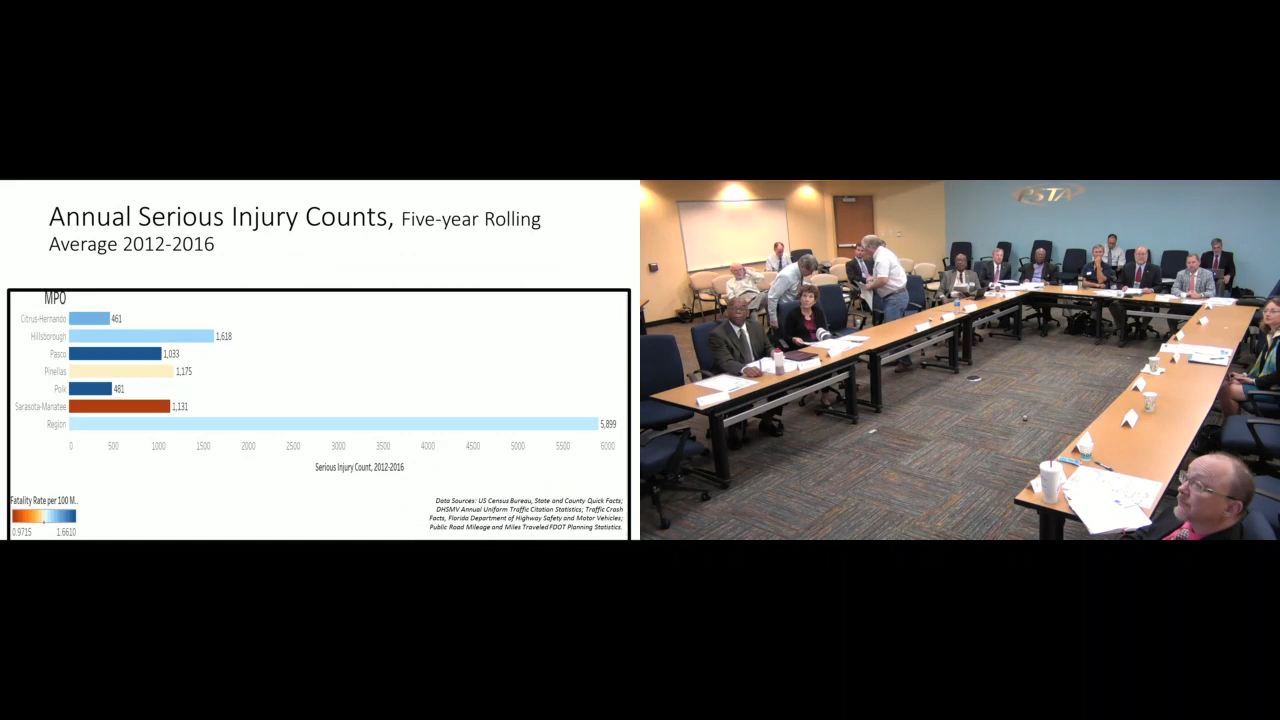 Annual Serious Injury Counts, Five-year Rolling
Average 2012-2016
MPO
Citrus-Hernando 461
Hillsborough 1,618
Pasco 1,033
Pinellas 1,175
Polk 481
Sarasota-Manatee 1,131
Region 5,899
0 500 1000 1500 2000 2500 3000 3500 4000 4500 5000 5500 6000
Serious Injury Count, 2012-2016
Fatality Rate per 100 M..
0.9715 1.6610
Data Sources: US Census Bureau, State and County Quick Facts;
DHSMV Annual Uniform Traffic Citation Statistics; Traffic Crash
Facts, Florida Department of Highway Safety and Motor Vehicles;
Public Road Mileage and Miles Traveled FDOT Planning Statistics.
PSTA